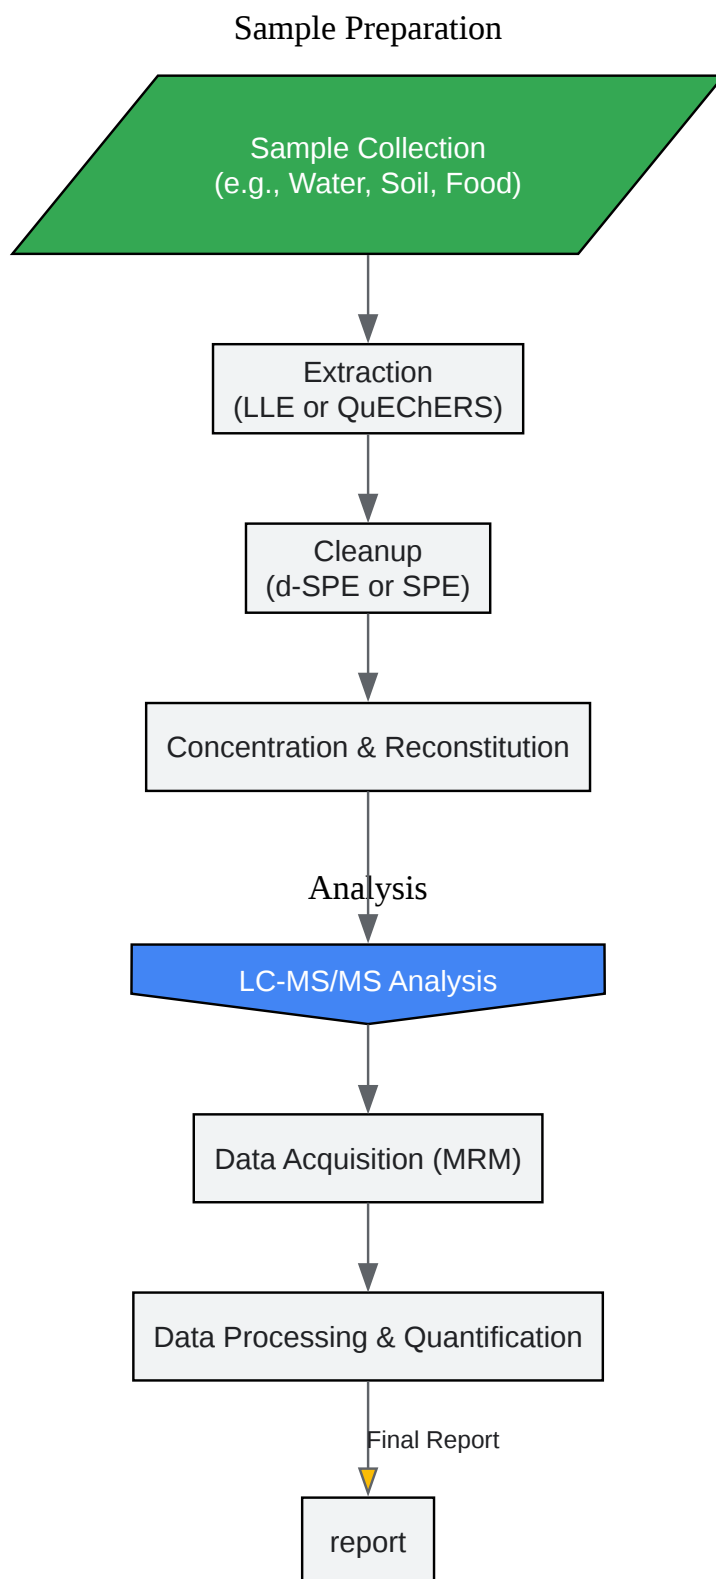 Sample Preparation
Sample Collection
(e.g., Water, Soil, Food)
Extraction
(LLE or QuEChERS)
Cleanup
(d-SPE or SPE)
Concentration & Reconstitution
Analysis
LC-MS/MS Analysis
Data Acquisition (MRM)
Data Processing & Quantification
Final Report
report